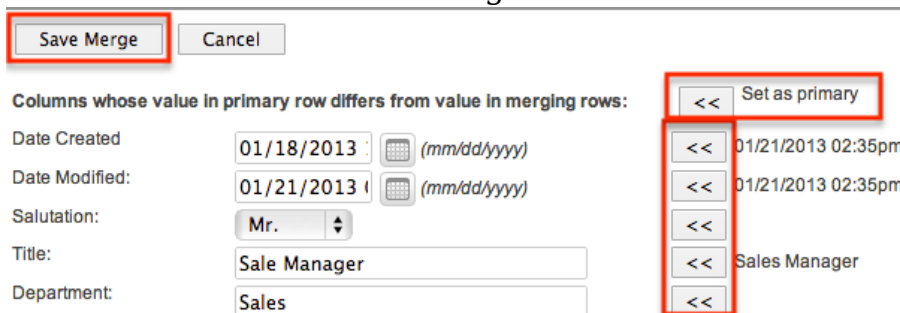 Save Merge Cancel
Columns whose value in primary row differs from value in merging rows: << Set as primary
Date Created 01/18/2013 (mm/dd/yyyy) << 01/21/2013 02:35pm
Date Modified: 01/21/2013 (mm/dd/yyyy) << 01/21/2013 02:35pm
Salutation: Mr. <<
Title: Sale Manager << Sales Manager
Department: Sales <<